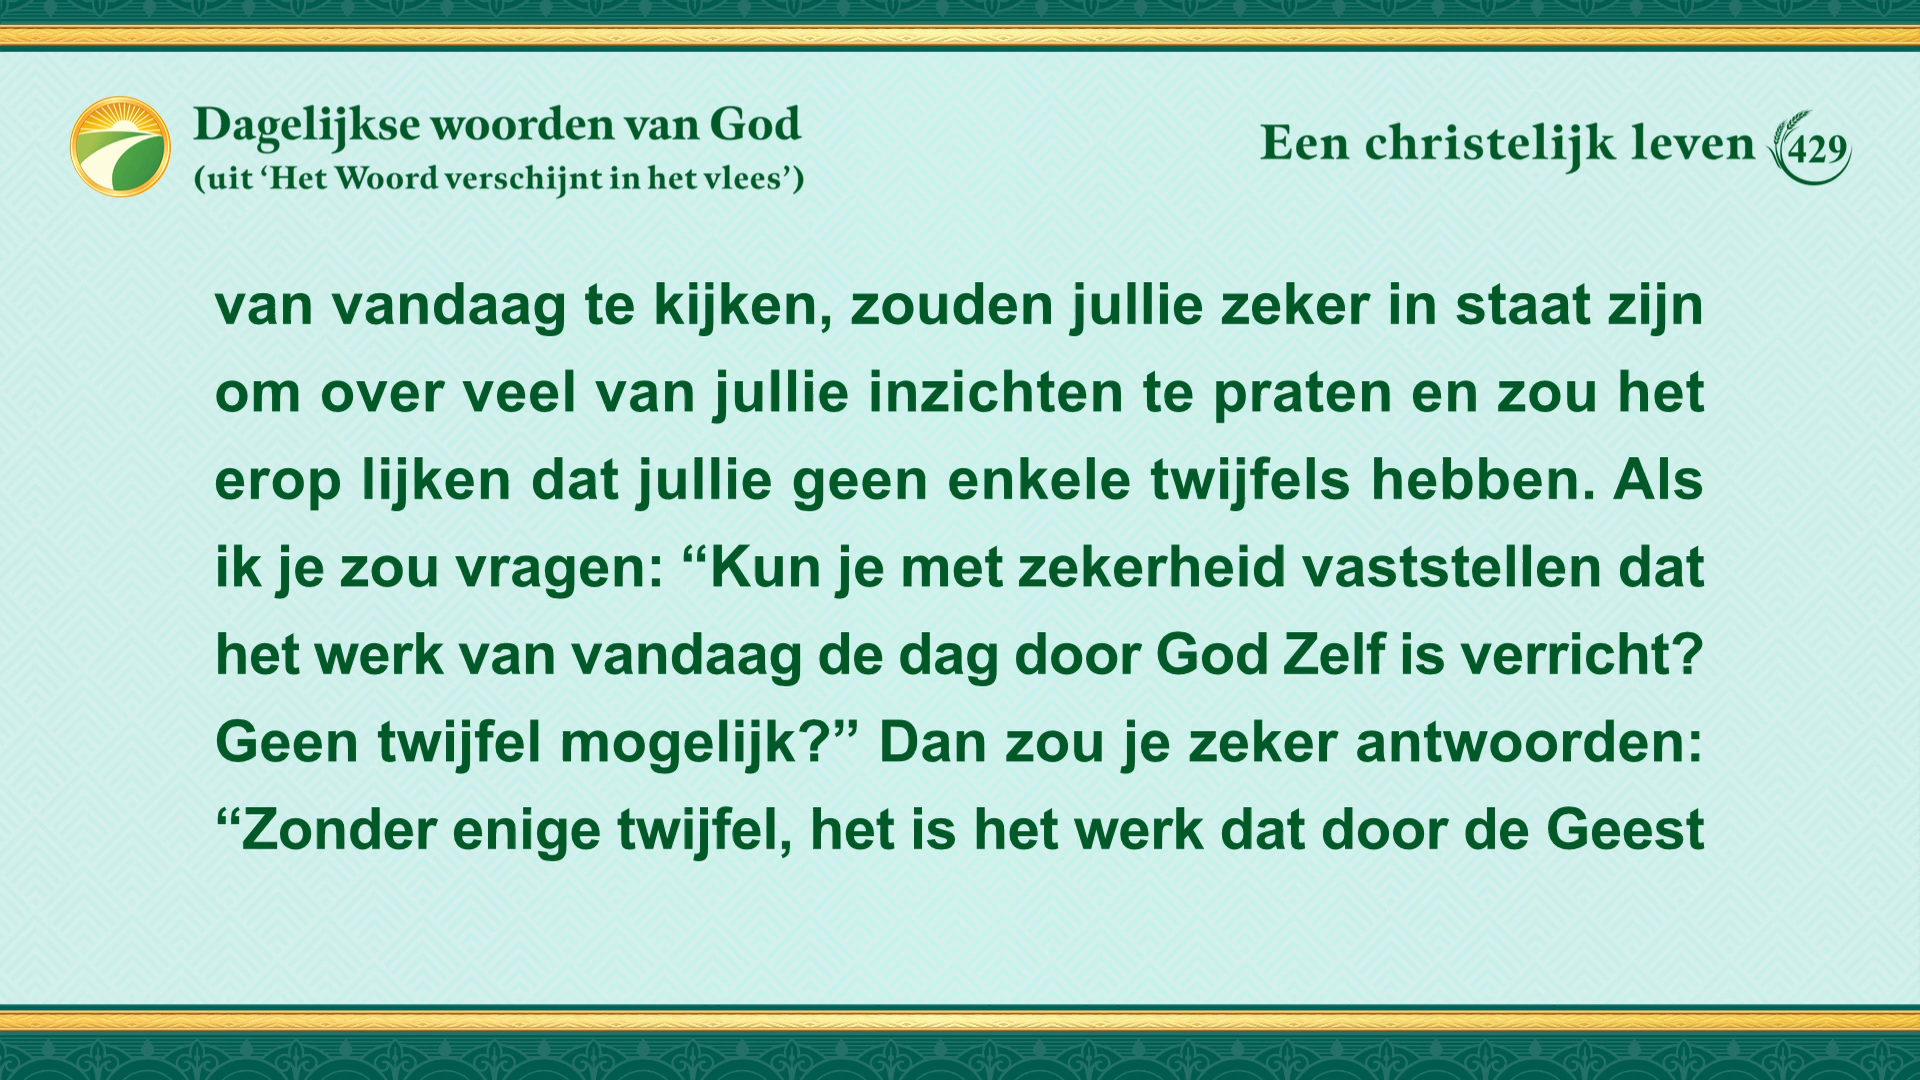 Dagelijkse woorden van God
(uit ‘Het Woord verschijnt in het vlees’)
Een christelijk leven 429
van vandaag te kijken, zouden jullie zeker in staat zijn
om over veel van jullie inzichten te praten en zou het
erop lijken dat jullie geen enkele twijfels hebben. Als
ik je zou vragen: “Kun je met zekerheid vaststellen dat
het werk van vandaag de dag door God Zelf is verricht?
Geen twijfel mogelijk?” Dan zou je zeker antwoorden:
“Zonder enige twijfel, het is het werk dat door de Geest